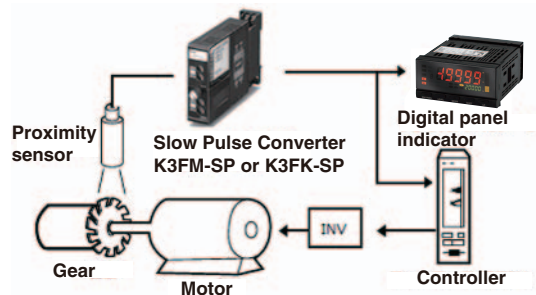 -19999
Digital panel
indicator
Proximity
sensor
Slow Pulse Converter
K3FM-SP or K3FK-SP
INV
Gear
Motor
Controller